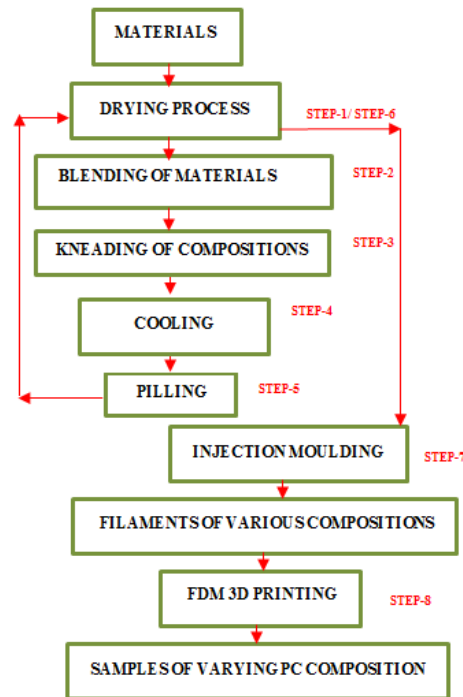 MATERIALS
DRYING PROCESS
STEP-1/ STEP-6
BLENDING OF MATERIALS
STEP-2
KNEADING OF COMPOSITIONS
STEP-3
COOLING
STEP-4
PILLING
STEP-5
INJECTION MOULDING
STEP-7
FILAMENTS OF VARIOUS COMPOSITIONS
FDM 3D PRINTING
STEP-8
SAMPLES OF VARYING PC COMPOSITION